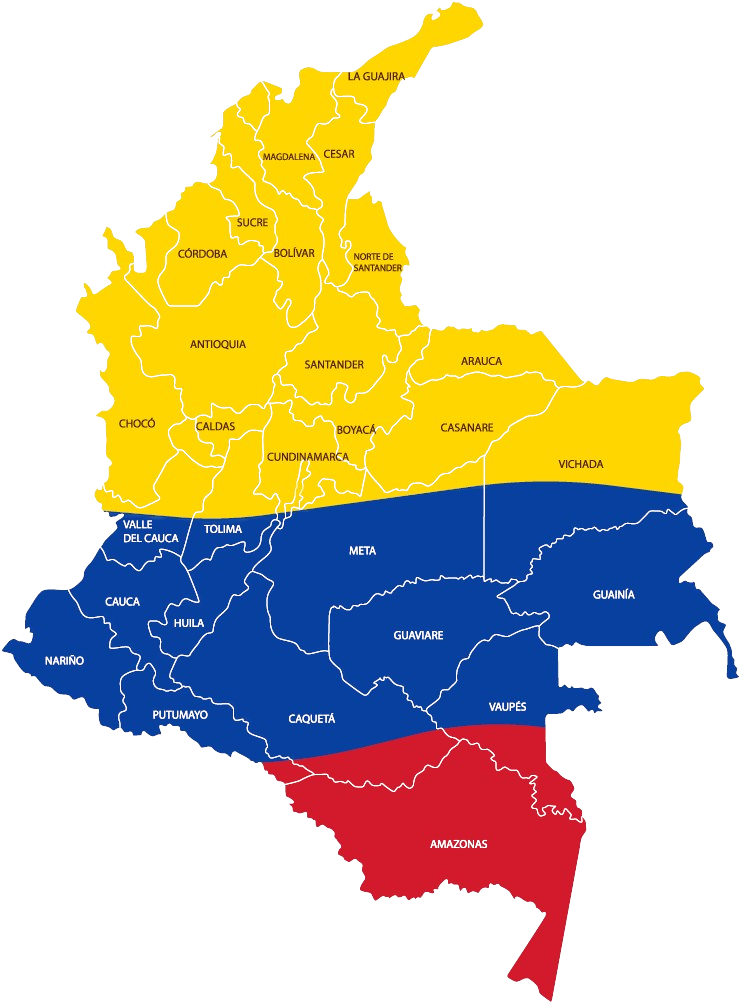 LA GUAJIRA
MAGDALENA
CESAR
SUCRE
CÓRDOBA
BOLÍVAR
NORTE DE
SANTANDER
ANTIOQUIA
SANTANDER
ARAUCA
CHOCÓ
CALDAS
BOYACÁ
CASANARE
CUNDINAMARCA
VICHADA
VALLE
DEL CAUCA
TOLIMA
META
CAUCA
HUILA
GUAINÍA
GUAVIARE
NARIÑO
PUTUMAYO
CAQUETÁ
VAUPÉS
AMAZONAS